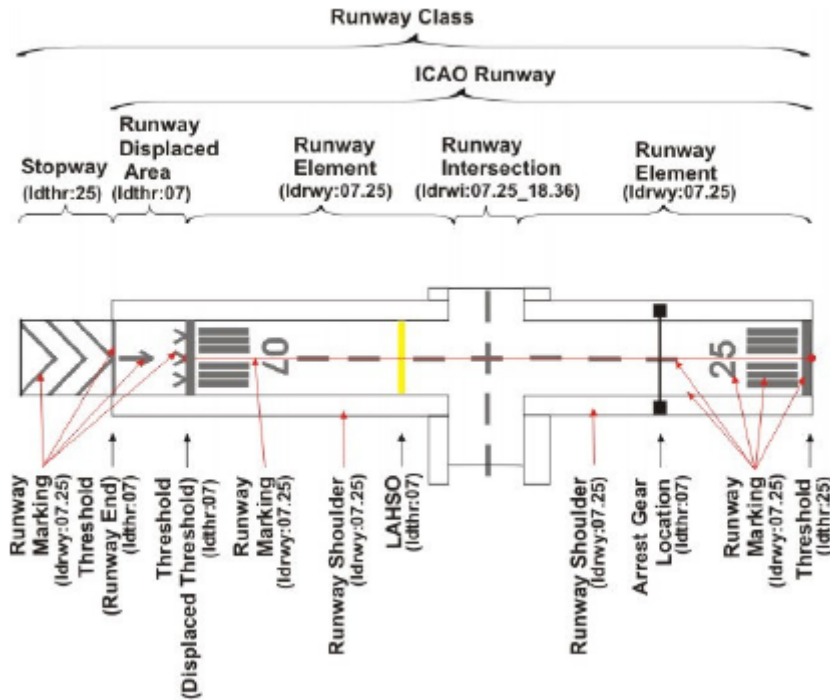 Runway Class
ICAO Runway
Stopway
(Idthr:25)
Runway
Displaced
Area
(Idthr:07)
Runway
Element
(Idrwy:07.25)
Runway
Intersection
(Idrwi:07.25_18.36)
Runway
Element
(Idrwy:07.25)
07
25
Runway
Marking
(Idrwy:07.25)
Threshold
(Runway End)
(Idthr:07)
Threshold
(Displaced Threshold)
(Idthr:07)
Runway
Marking
(Idrwy:07.25)
Runway Shoulder
(Idrwy:07.25)
LAHSO
(Idthr:07)
Runway Shoulder
(Idrwy:07.25)
Arrest Gear
Location
(Idthr:07)
Runway
Marking
(Idrwy:07.25)
Threshold
(Idthr:25)